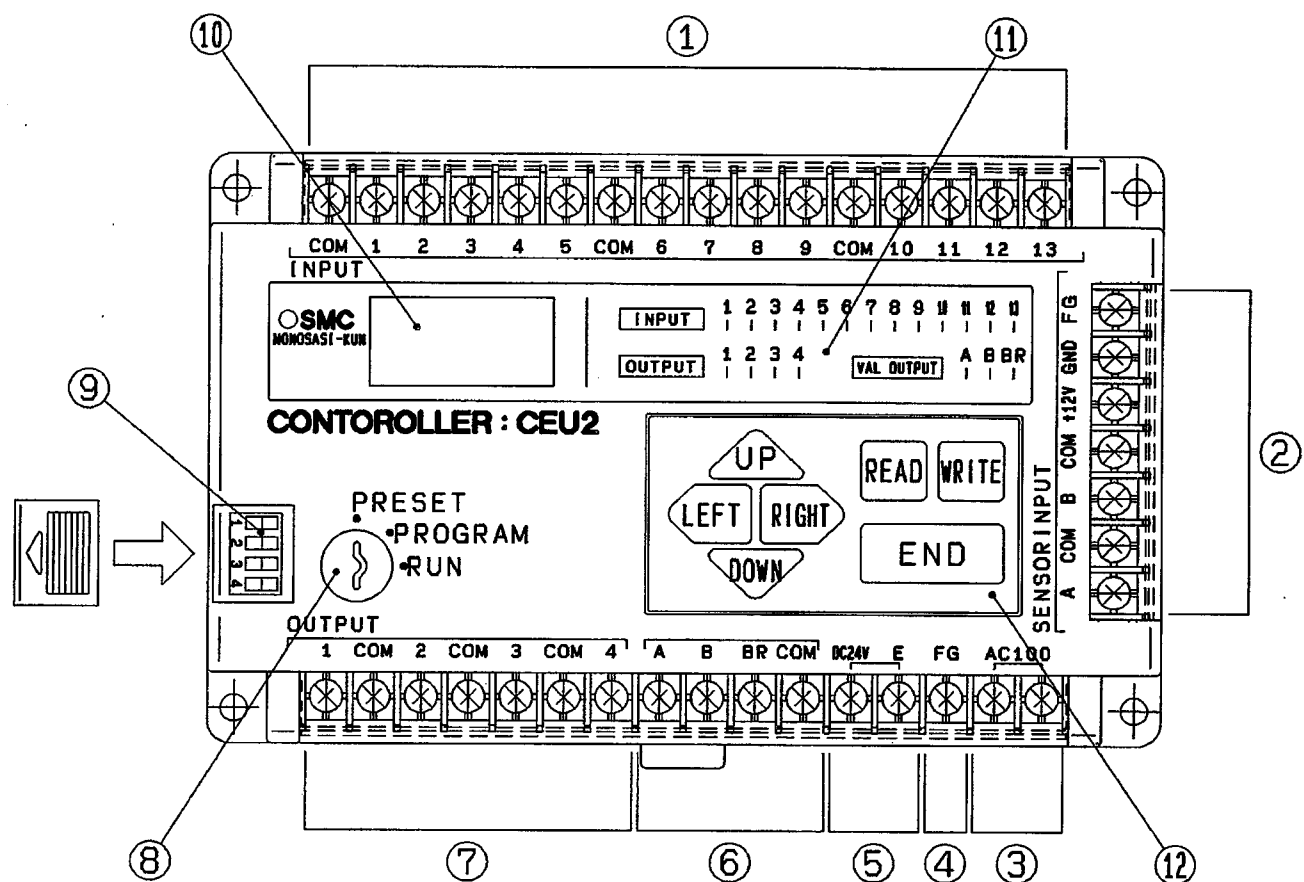 ⑩ ① ⑪
COM 1 2 3 4 5 COM 6 7 8 9 COM 10 11 12 13
INPUT
SMC
MONOSASI-KUN
INPUT 1 2 3 4 5 6 7 8 9 10 11 12 13
OUTPUT 1 2 3 4 VAL OUTPUT A B BR
CONTOROLLER : CEU2
FG GND +12V COM B COM A
SENSOR INPUT
②
⑨
1 2 3 4
PRESET
PROGRAM
RUN
UP
LEFT RIGHT
DOWN
READ WRITE
END
OUTPUT
1 COM 2 COM 3 COM 4 A B BR COM DC24V E FG AC100
⑧ ⑦ ⑥ ⑤ ④ ③ ⑫